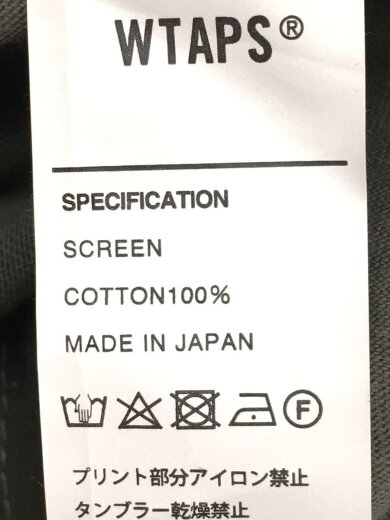 WTAPS®
SPECIFICATION
SCREEN
COTTON100%
MADE IN JAPAN
F
プリント部分アイロン禁止
タンブラー乾燥禁止